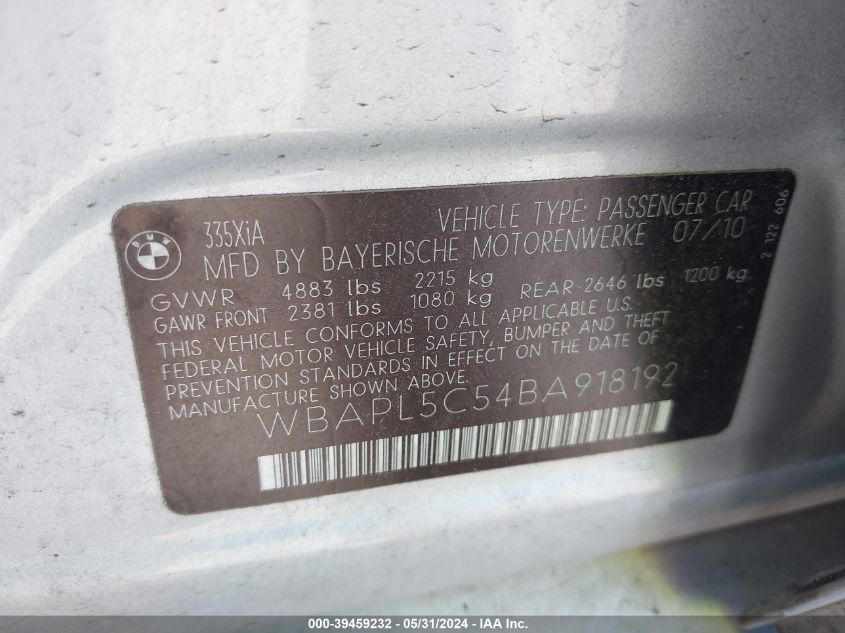 BMW
335XiA
VEHICLE TYPE: PASSENGER CAR
MFD BY BAYERISCHE MOTORENWERKE 07/10
GVWR 4883 lbs 2215 kg
GAWR FRONT 2381 lbs 1080 kg REAR-2646 lbs 1200 kg
THIS VEHICLE CONFORMS TO ALL APPLICABLE U.S.
FEDERAL MOTOR VEHICLE SAFETY, BUMPER AND THEFT
PREVENTION STANDARDS IN EFFECT ON THE DATE OF
MANUFACTURE SHOWN ABOVE.
WBAPL5C54BA918192
2 122 606
000-39459232 - 05/31/2024 - IAAI.com